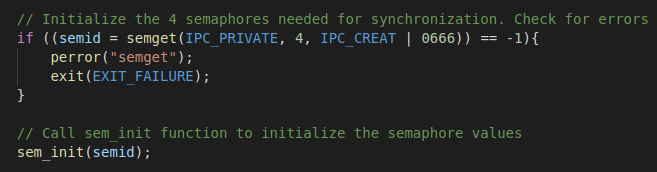 // Initialize the 4 semaphores needed for synchronization. Check for errors
if ((semid = semget(IPC_PRIVATE, 4, IPC_CREAT | 0666)) == -1){
    perror("semget");
    exit(EXIT_FAILURE);
}

// Call sem_init function to initialize the semaphore values
sem_init(semid);